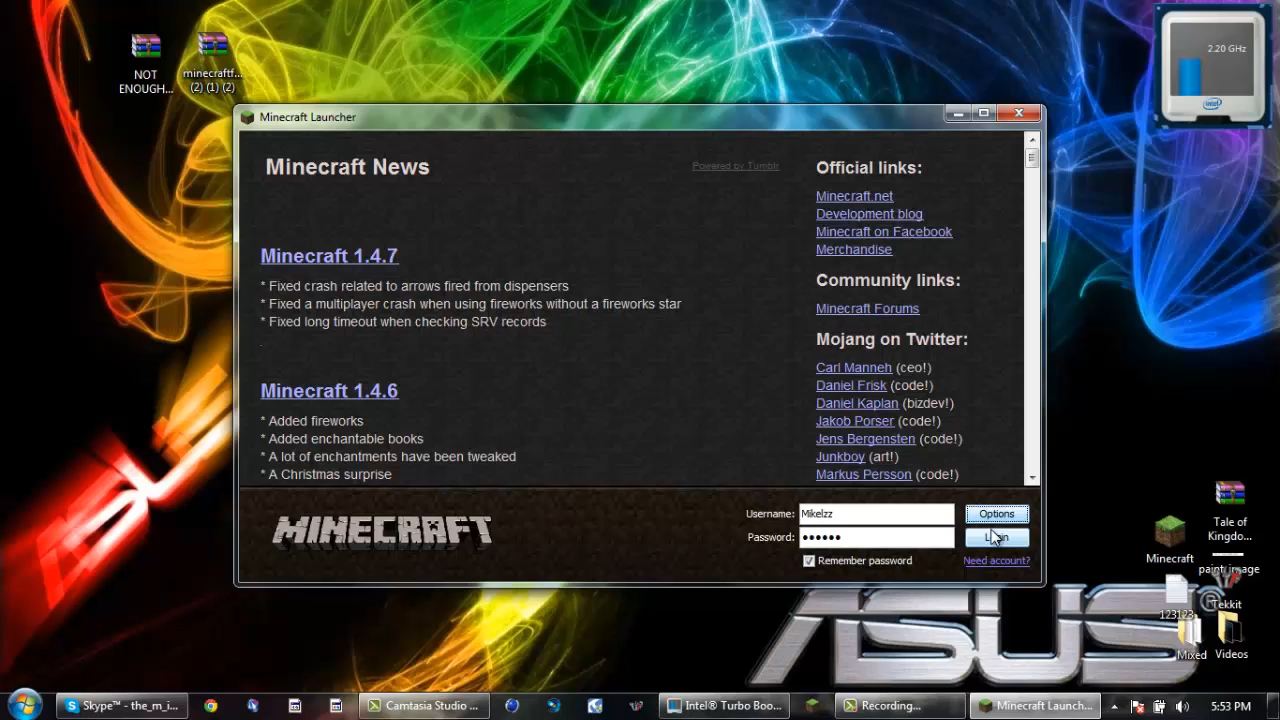 NOT
ENOUGH...
minecraftf...
(2) (1) (2)
2.20 GHz
intel
Minecraft Launcher
Minecraft News
Powered by Tumblr
Minecraft 1.4.7
* Fixed crash related to arrows fired from dispensers
* Fixed a multiplayer crash when using fireworks without a fireworks star
* Fixed long timeout when checking SRV records
Minecraft 1.4.6
* Added fireworks
* Added enchantable books
* A lot of enchantments have been tweaked
* A Christmas surprise
Official links:
Minecraft.net
Development blog
Minecraft on Facebook
Merchandise
Community links:
Minecraft Forums
Mojang on Twitter:
Carl Manneh (ceo!)
Daniel Frisk (code!)
Daniel Kaplan (bizdev!)
Jakob Porser (code!)
Jens Bergensten (code!)
Junkboy (art!)
Markus Persson (code!)
MINECRAFT
Username: Mikelzz
Options
Password: ••••••
Login
Remember password
Need account?
Tale of
Kingdo...
Minecraft
paint image
Tekkit
123123
Mixed
Videos
ASUS®
Skype™ - the_m_i...
Camtasia Studio ...
Intel® Turbo Boo...
Recording...
Minecraft Launch...
5:53 PM